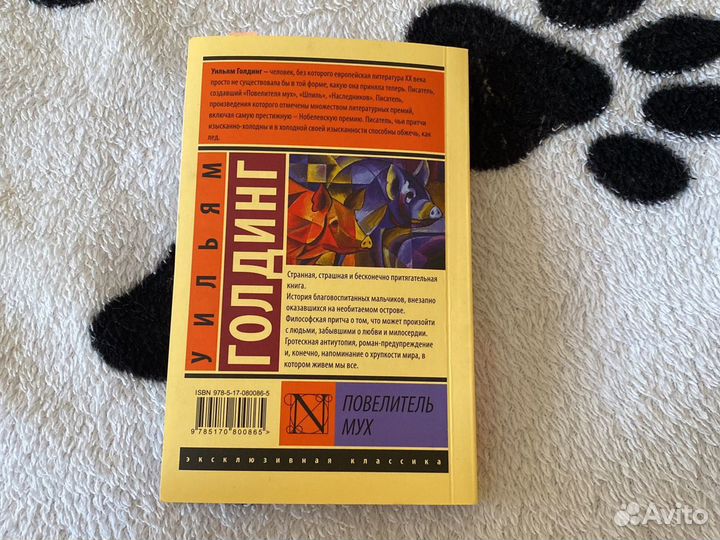 Уильям Голдинг – человек, без которого европейская литература XX века
просто не существовала бы в той форме, какую она приняла теперь. Писатель,
создавший «Повелителя мух», «Шпиль», «Наследников». Писатель,
произведения которого отмечены множеством литературных премий,
включая самую престижную – Нобелевскую премию. Писатель, чьи притчи
изысканно-холодны и в холодной своей изысканности способны обжечь, как
лед.
УИЛЬЯМ
ГОЛДИНГ
Странная, страшная и бесконечно притягательная
книга.
История благовоспитанных мальчиков, внезапно
оказавшихся на необитаемом острове.
Философская притча о том, что может произойти
с людьми, забывшими о любви и милосердии.
Гротескная антиутопия, роман-предупреждение
и, конечно, напоминание о хрупкости мира, в
котором живем мы все.
ISBN 978-5-17-080086-5
9 785170 800865 >
N
ПОВЕЛИТЕЛЬ
МУХ
эксклюзивная классика
Avito